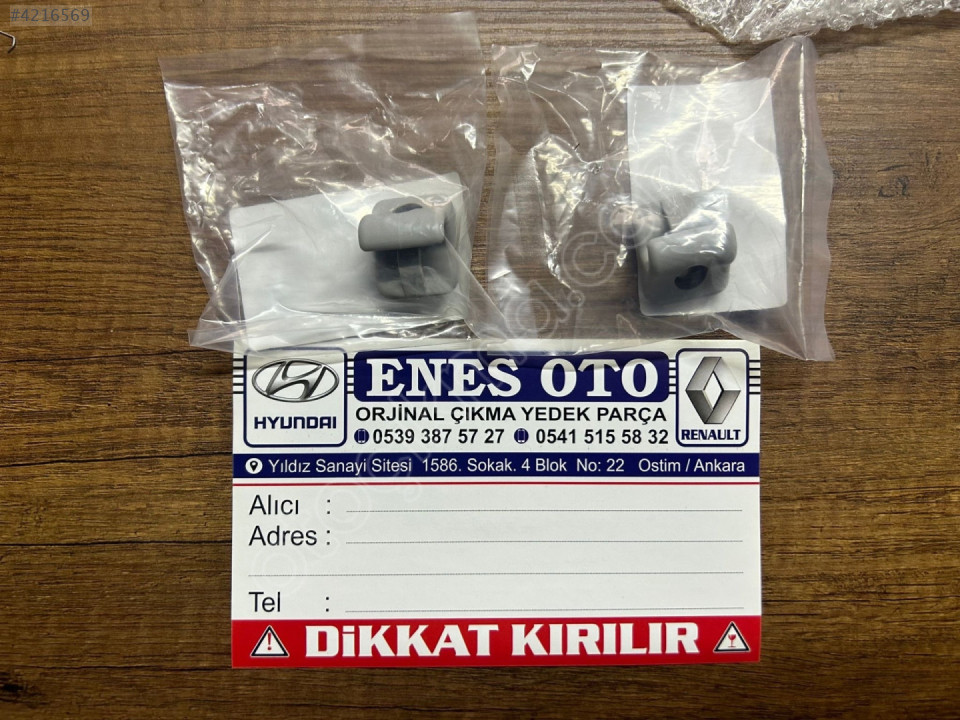 #4216569
HYUNDAI
ENES OTO
ORJİNAL ÇIKMA YEDEK PARÇA
0539 387 57 27 0541 515 58 32
RENAULT
Yıldız Sanayi Sitesi 1586. Sokak. 4 Blok No: 22 Ostim / Ankara
Alıcı :
Adres :
Tel :
DİKKAT KIRILIR